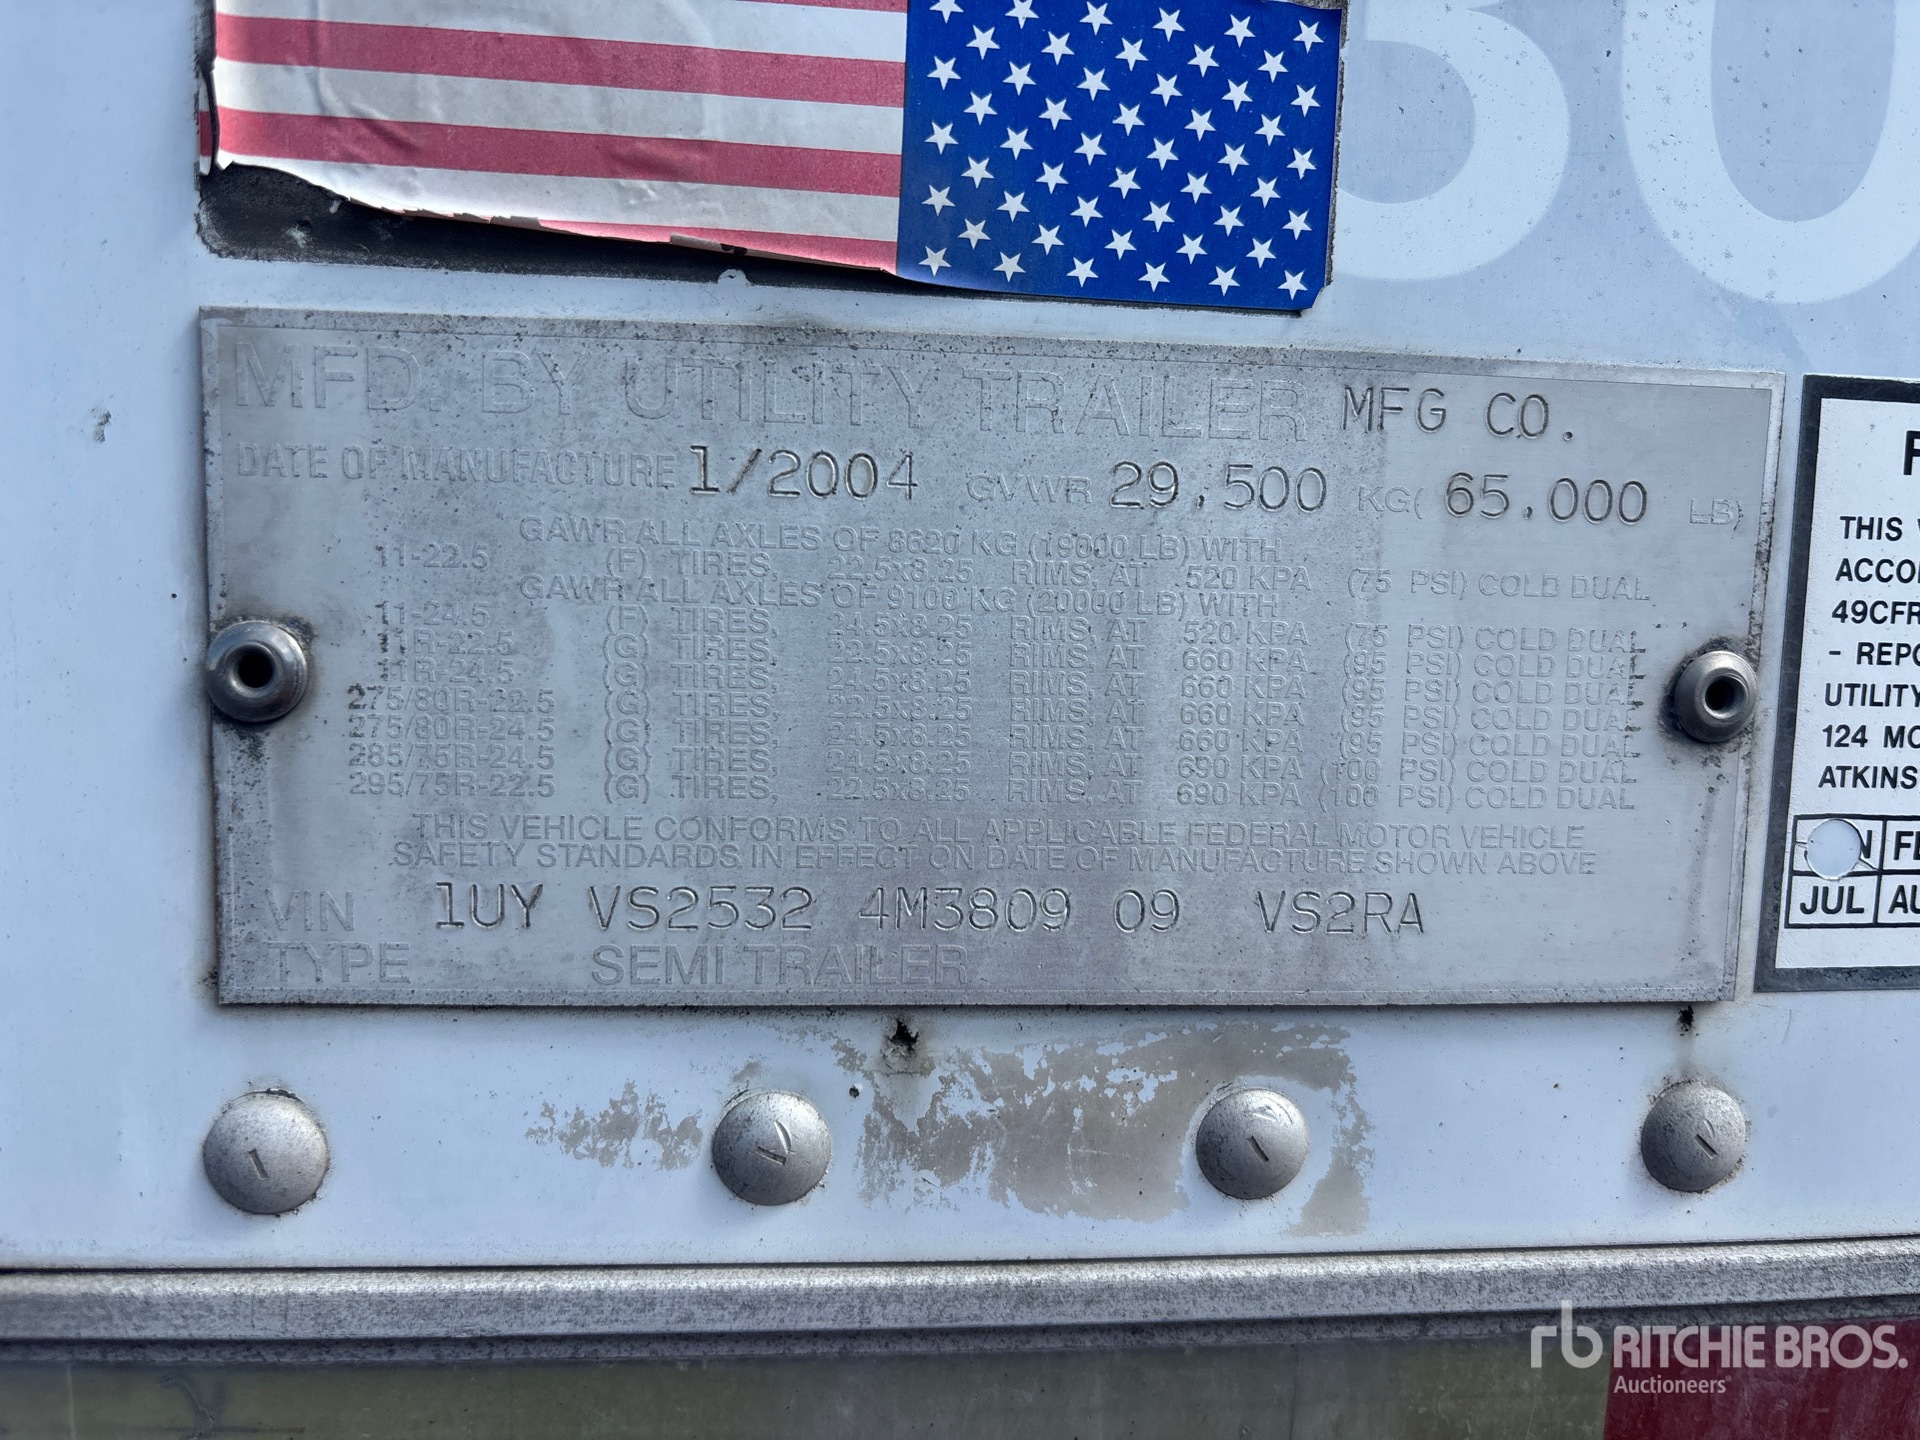 30
MFD. BY UTILITY TRAILER MFG CO.
DATE OF MANUFACTURE 1/2004 GVWR 29,500 KG( 65,000 LB)
GAWR ALL AXLES OF 8620 KG (19000 LB) WITH
11-22.5 (F) TIRES, 22.5x8.25 RIMS, AT 520 KPA (75 PSI) COLD DUAL
GAWR ALL AXLES OF 9100 KG (20000 LB) WITH
11-24.5 (F) TIRES, 24.5x8.25 RIMS, AT 520 KPA (75 PSI) COLD DUAL
11R-22.5 (G) TIRES, 22.5x8.25 RIMS, AT 660 KPA (95 PSI) COLD DUAL
11R-24.5 (G) TIRES, 24.5x8.25 RIMS, AT 660 KPA (95 PSI) COLD DUAL
275/80R-22.5 (G) TIRES, 22.5x8.25 RIMS, AT 660 KPA (95 PSI) COLD DUAL
275/80R-24.5 (G) TIRES, 24.5x8.25 RIMS, AT 660 KPA (95 PSI) COLD DUAL
285/75R-24.5 (G) TIRES, 24.5x8.25 RIMS, AT 690 KPA (100 PSI) COLD DUAL
295/75R-22.5 (G) TIRES, 22.5x8.25 RIMS, AT 690 KPA (100 PSI) COLD DUAL
THIS VEHICLE CONFORMS TO ALL APPLICABLE FEDERAL MOTOR VEHICLE
SAFETY STANDARDS IN EFFECT ON DATE OF MANUFACTURE SHOWN ABOVE
VIN 1UY VS2532 4M3809 09 VS2RA
TYPE SEMI TRAILER
THIS
ACCO
49CFR
- REPO
UTILITY
124 MO
ATKINS
N FE
JUL AU
rb RITCHIE BROS.
Auctioneers